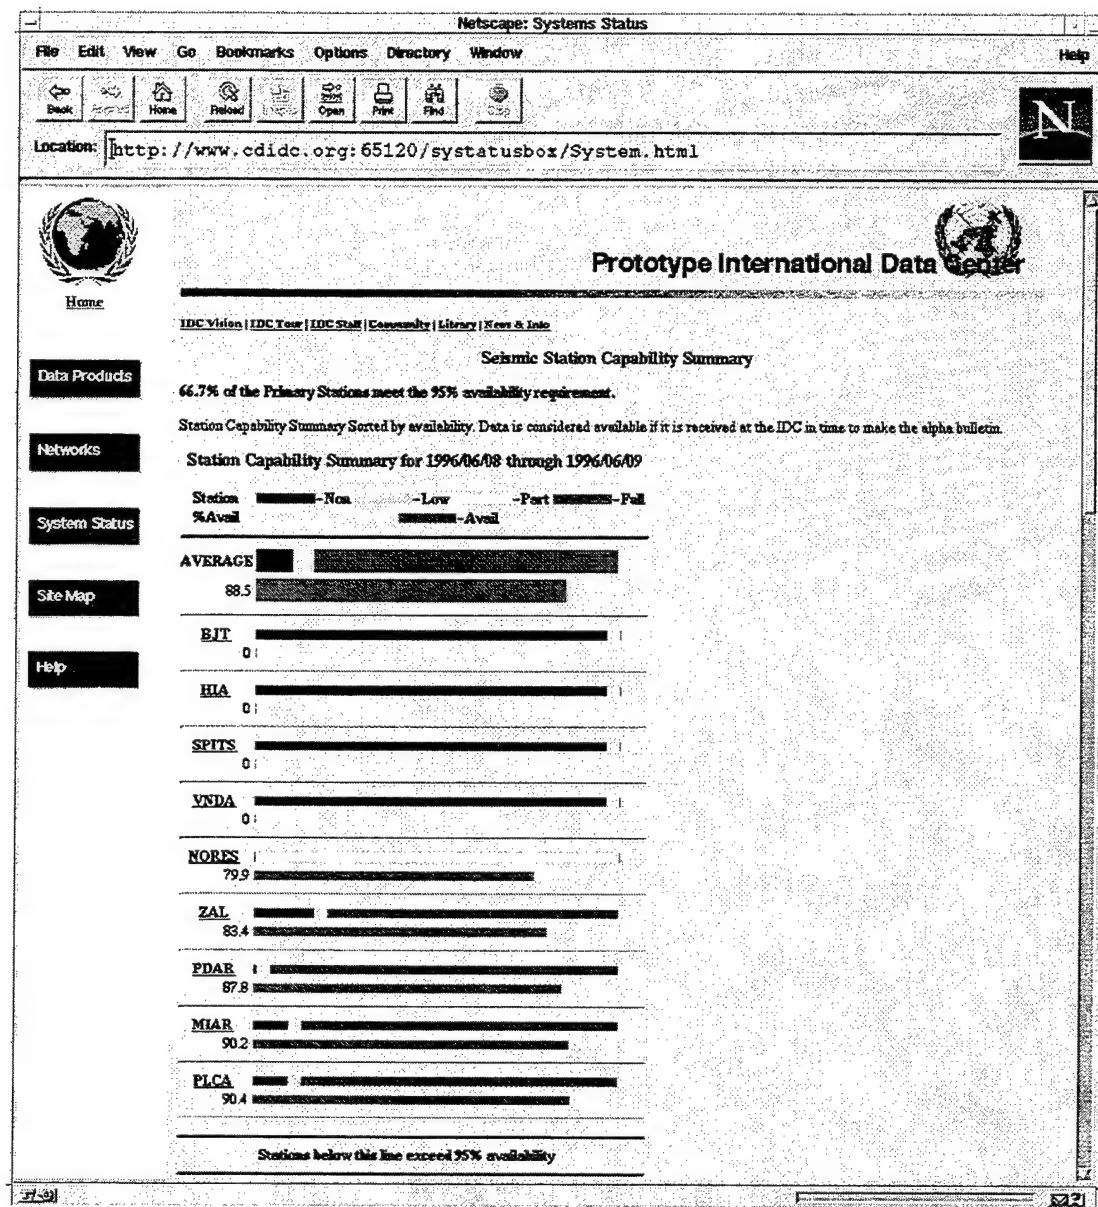 Netscape: Systems Status
File Edit View Go Bookmarks Options Directory Window Help
Back Home Reload Open Print Find
Location: http://www.cdidc.org:65120/systatusbox/System.html
Prototype International Data Center
Home
IDC Vision | IDC Tour | IDC Staff | Community | Library | News & Info
Seismic Station Capability Summary
Data Products
66.7% of the Primary Stations meet the 95% availability requirement.
Station Capability Summary Sorted by availability. Data is considered available if it is received at the IDC in time to make the alpha bulletin.
Networks
Station Capability Summary for 1996/06/08 through 1996/06/09
Station -Non -Low -Part -Full
System Status
%Avail -Avail
AVERAGE
88.5
Site Map
BJT
0
Help
HIA
0
SPITS
0
VNDA
0
NORES
79.9
ZAL
83.4
PDAR
87.8
MIAR
90.2
PLCA
90.4
Stations below this line exceed 95% availability